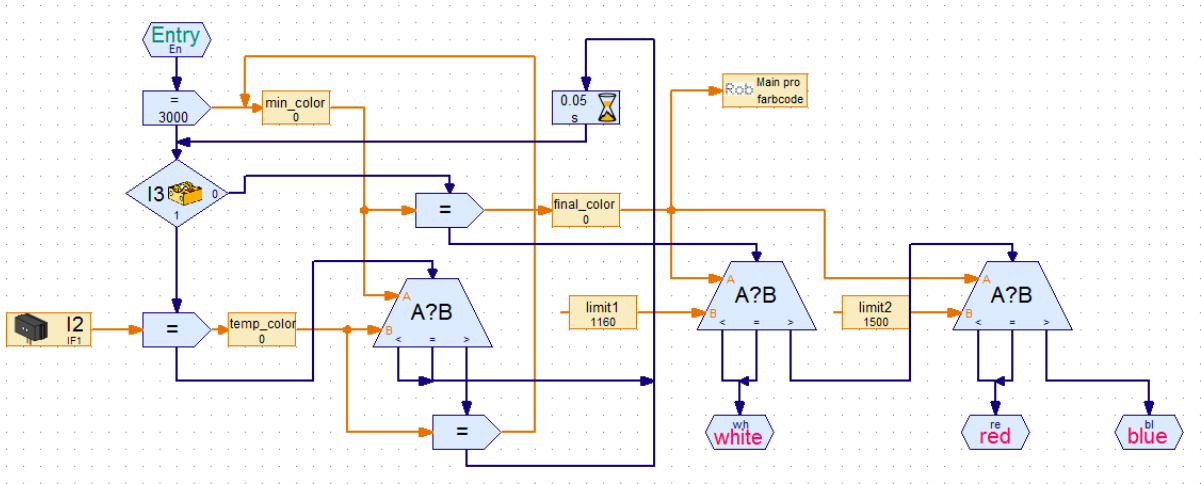 Entry
En
=
3000
min_color
0
0.05
s
Rob
Main pro
farbcode
I3
0
1
=
final_color
0
I2
IF1
=
temp_color
0
A
B
A?B
< = >
=
limit1
1160
A
B
A?B
< = >
limit2
1500
A
B
A?B
< = >
wh
white
re
red
bl
blue